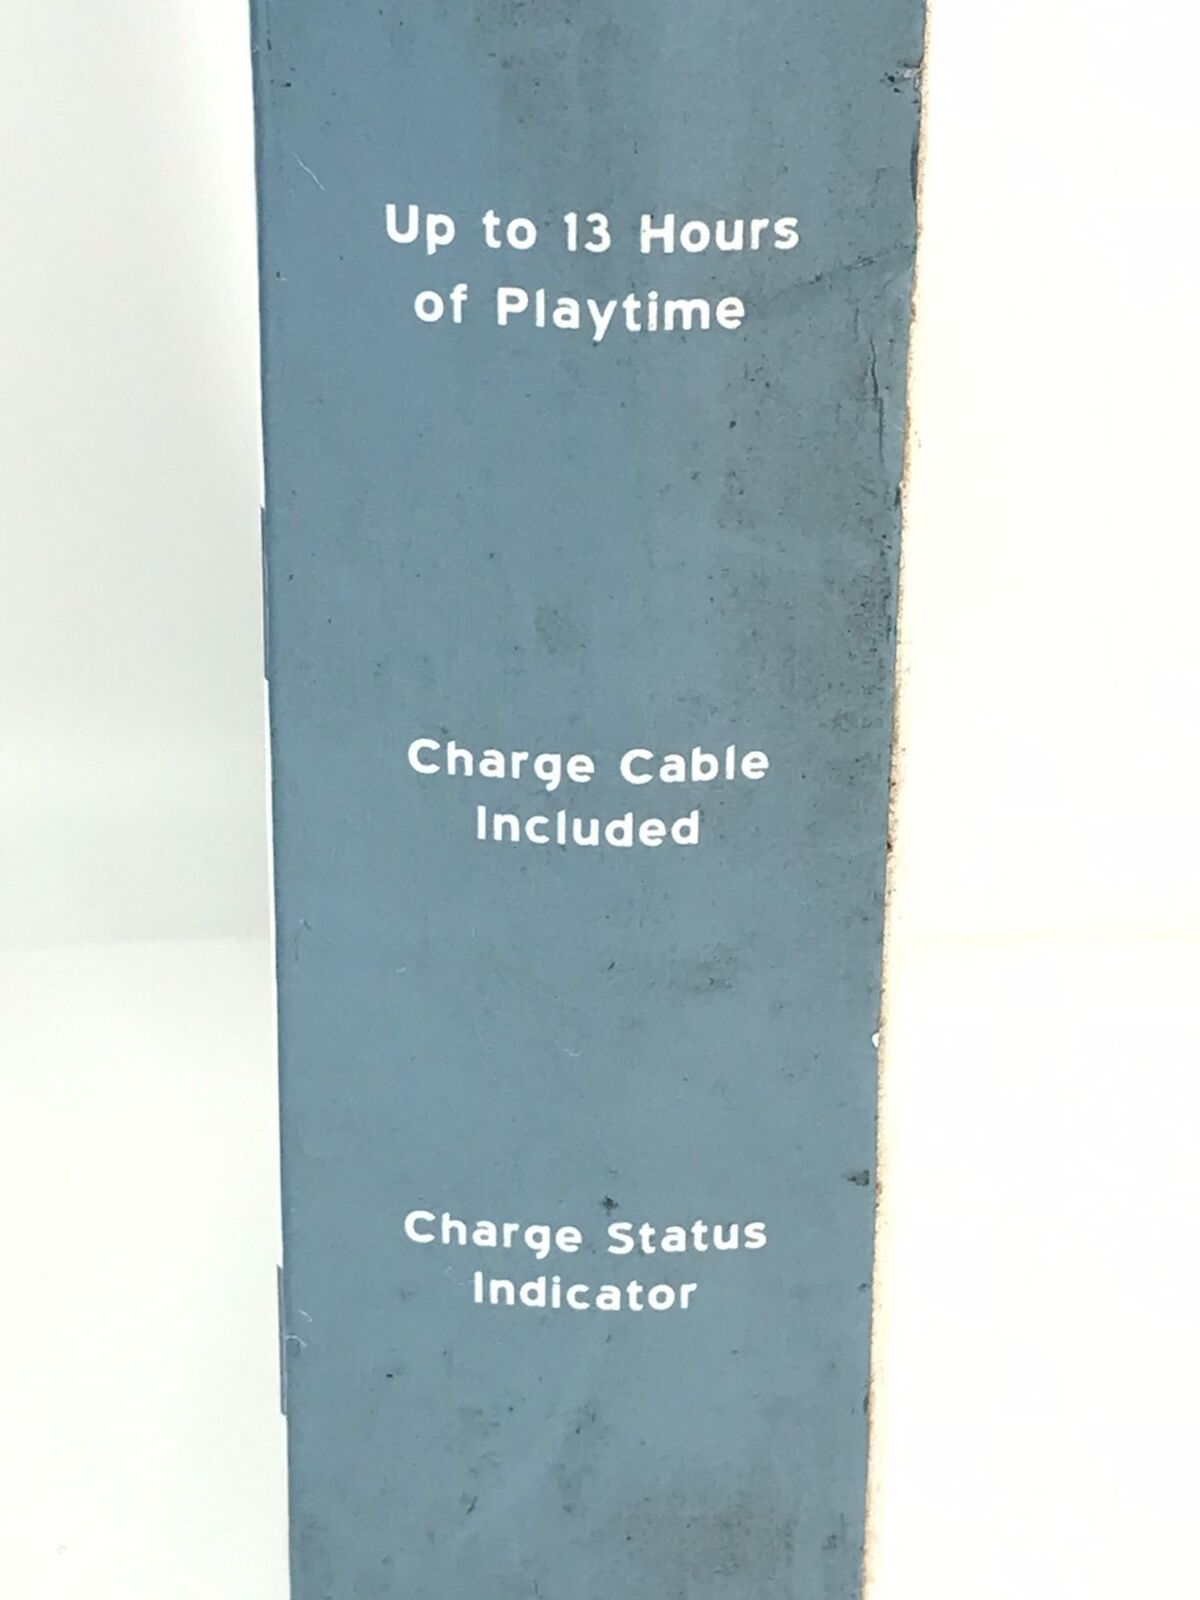 Up to 13 Hours
of Playtime
Charge Cable
Included
Charge Status
Indicator